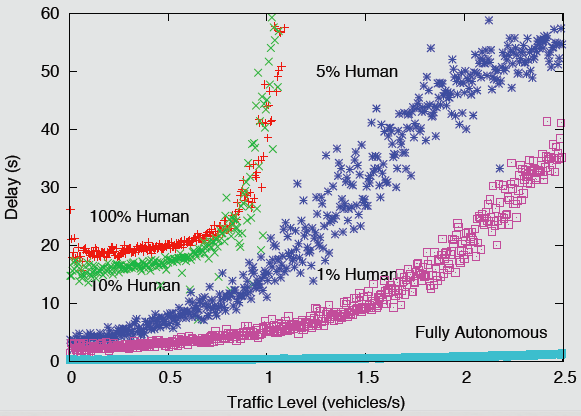 60
50
40
30
20
10
0
Delay (s)
5% Human
100% Human
10% Human
1% Human
Fully Autonomous
0
0.5
1
1.5
2
2.5
Traffic Level (vehicles/s)